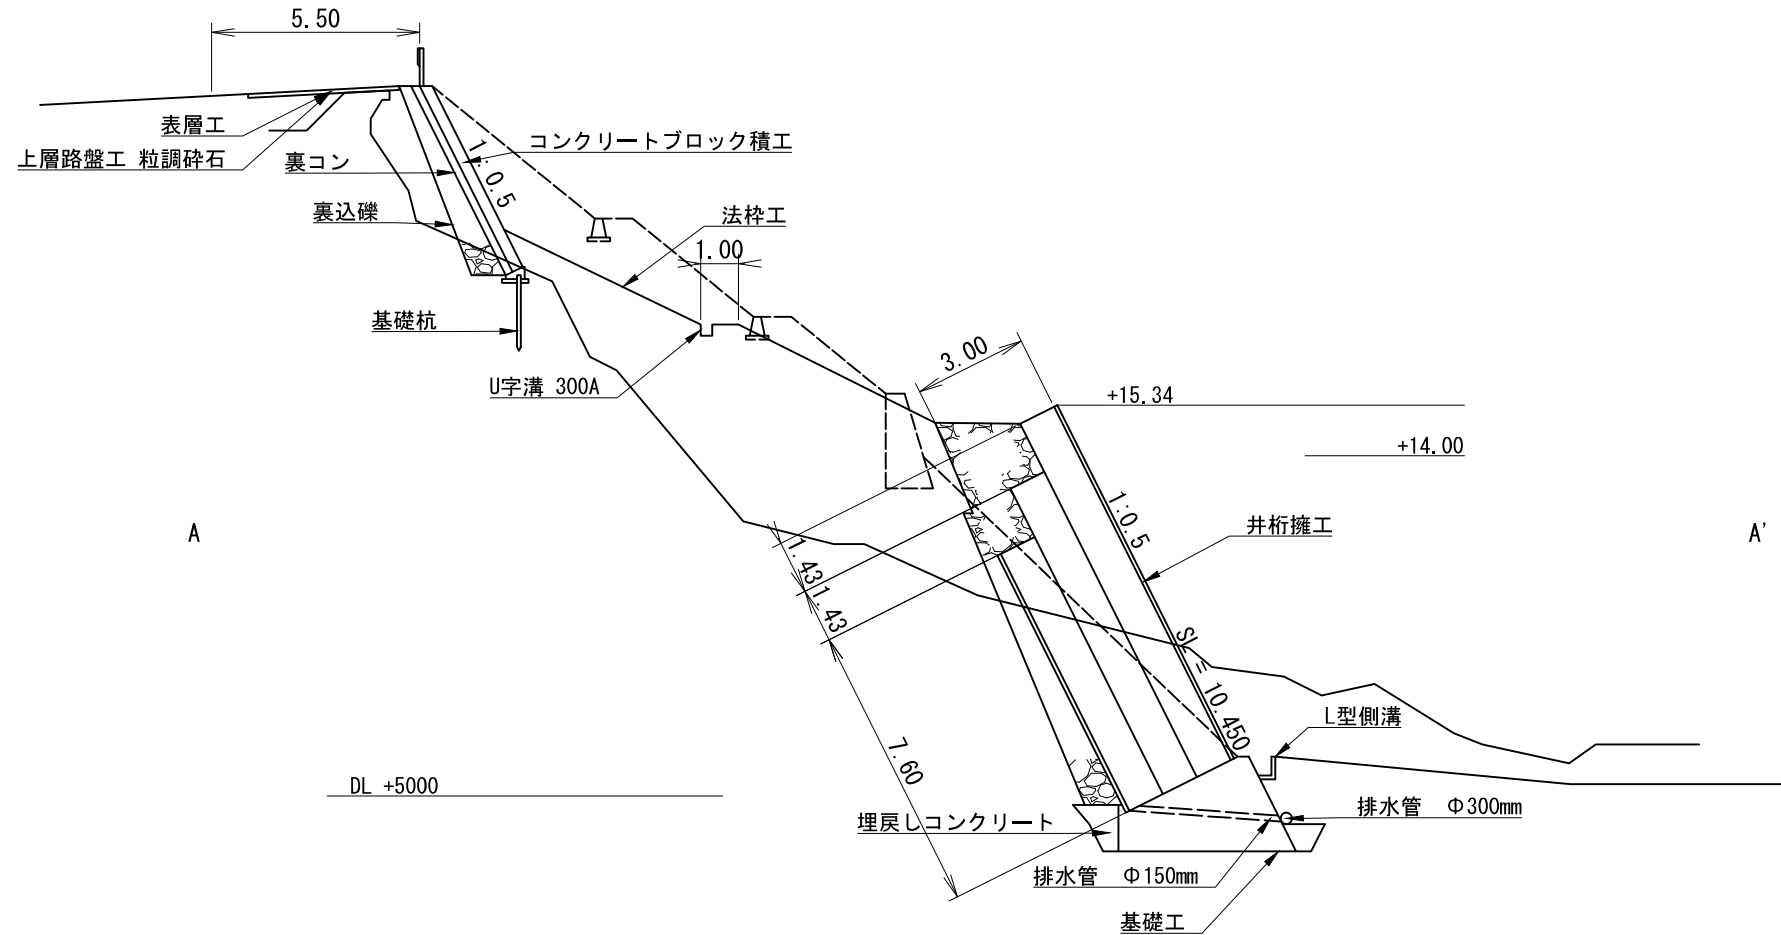 5.50
表層工
上層路盤工 粒調砕石
裏コン
裏込礫
1:0.5
コンクリートブロック積工
法枠工
1.00
基礎杭
U字溝 300A
3.00
+15.34
+14.00
A
1:0.5
井桁擁工
A'
1.43
1.43
SL = 10.450
L型側溝
7.60
DL +5000
埋戻しコンクリート
排水管 Φ300mm
排水管 Φ150mm
基礎工